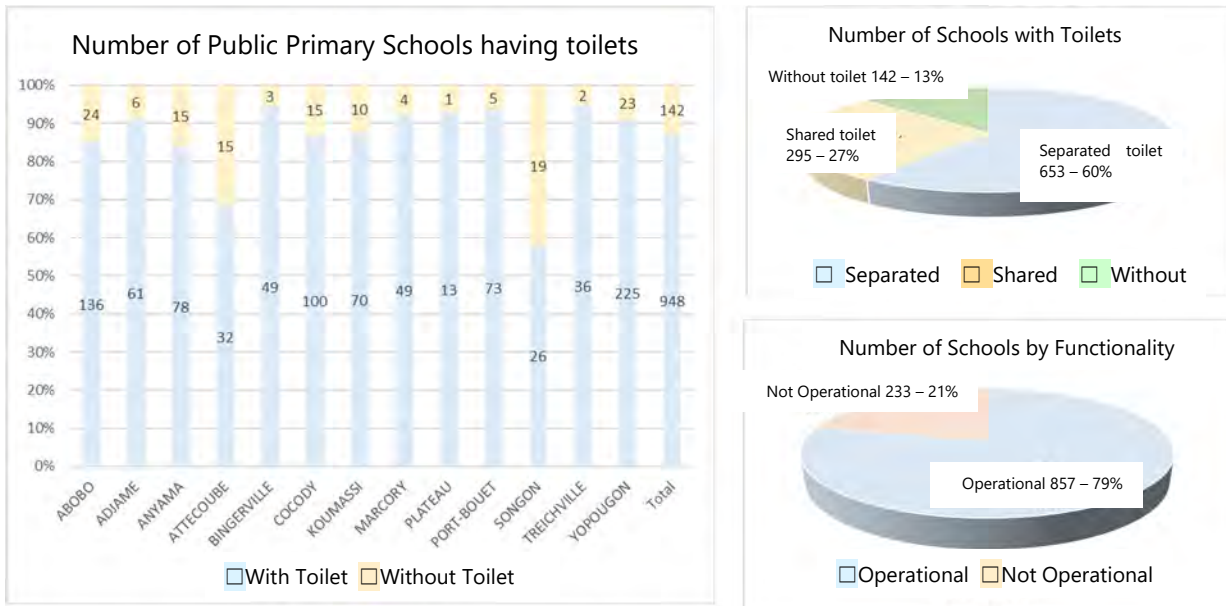 Number of Public Primary Schools having toilets
100%
90%
80%
70%
60%
50%
40%
30%
20%
10%
0%
24 6 15 15 3 15 10 4 1 5 19 2 23 142
136 61 78 32 49 100 70 49 13 73 26 36 225 948
ABOBO
ADJAME
ANYAMA
ATTECOUBE
BINGERVILLE
COCODY
KOUMASSI
MARCORY
PLATEAU
PORT-BOUET
SONGON
TREICHVILLE
YOPOUGON
Total
With Toilet Without Toilet
Number of Schools with Toilets
Without toilet 142 – 13%
Shared toilet
295 – 27%
Separated toilet
653 – 60%
Separated Shared Without
Number of Schools by Functionality
Not Operational 233 – 21%
Operational 857 – 79%
Operational Not Operational